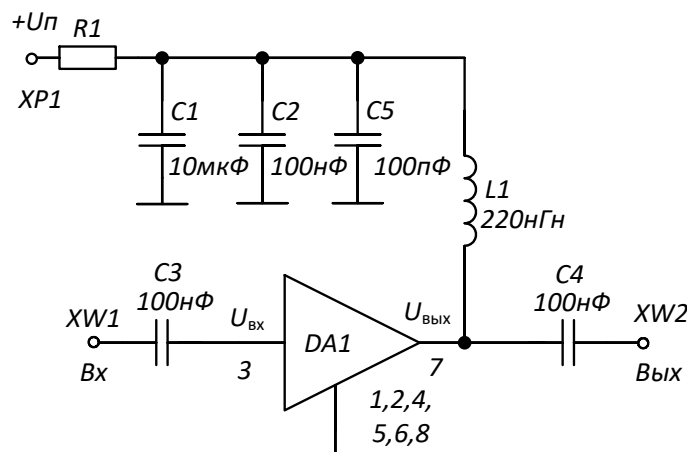 +Uп
R1
XP1
C1
C2
C5
10мкФ
100нФ
100пФ
L1
220нГн
C3
100нФ
C4
100нФ
XW1
Uвх
DA1
Uвых
XW2
Вх
3
7
Вых
1,2,4,
5,6,8